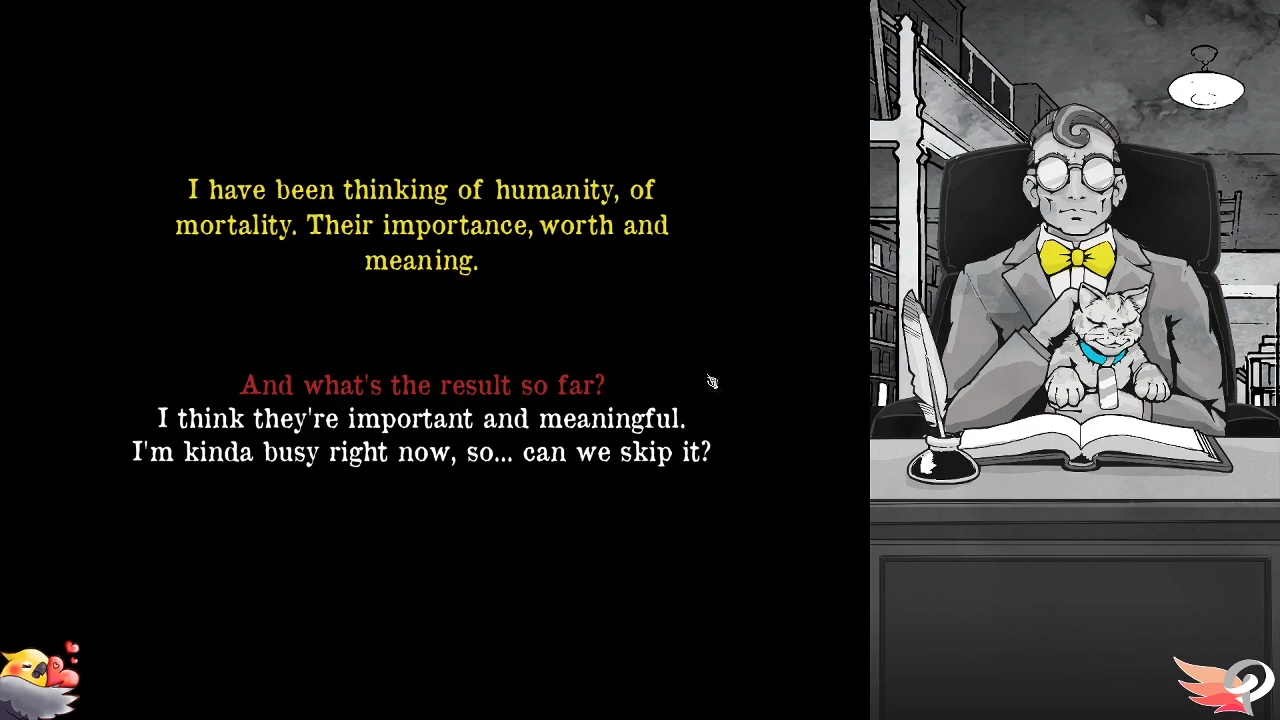 I have been thinking of humanity, of
mortality. Their importance, worth and
meaning.
And what's the result so far?
I think they're important and meaningful.
I'm kinda busy right now, so... can we skip it?